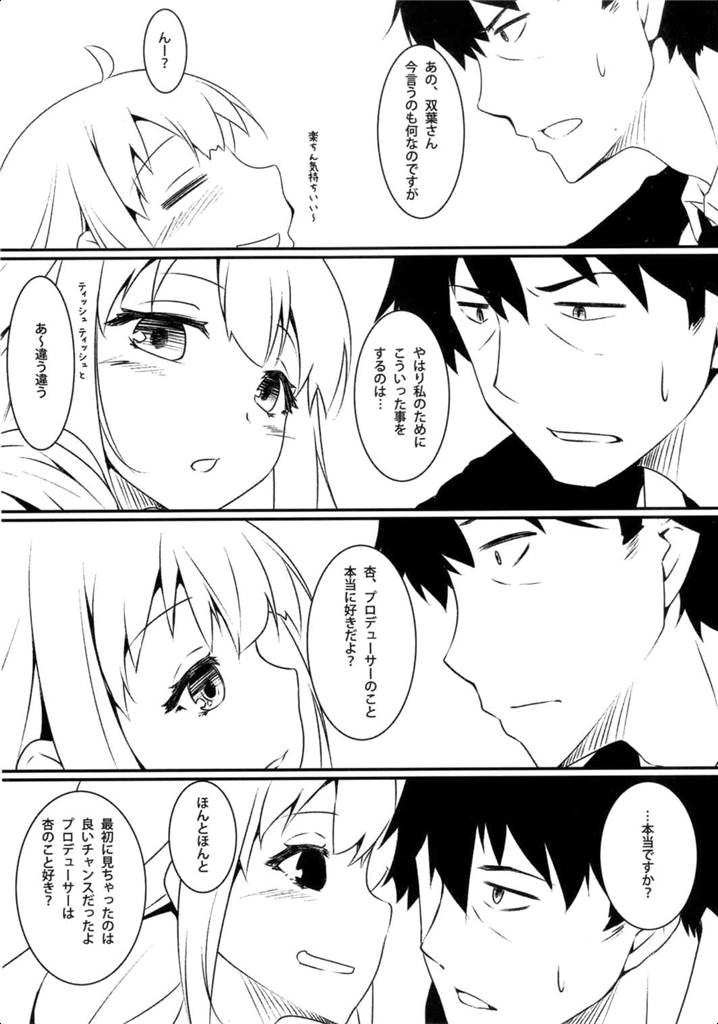 あの、双葉さん
今言うのも何なのですが
んー？
楽ちん気持ちいい〜
やはり私のために
こういった事を
するのは…
ティッシュ ティッシュと
あ〜違う違う
杏、プロデューサーのこと
本当に好きだよ？
…本当ですか？
ほんとほんと
最初に見ちゃったのは
良いチャンスだったよ
プロデューサーは
杏のこと好き？